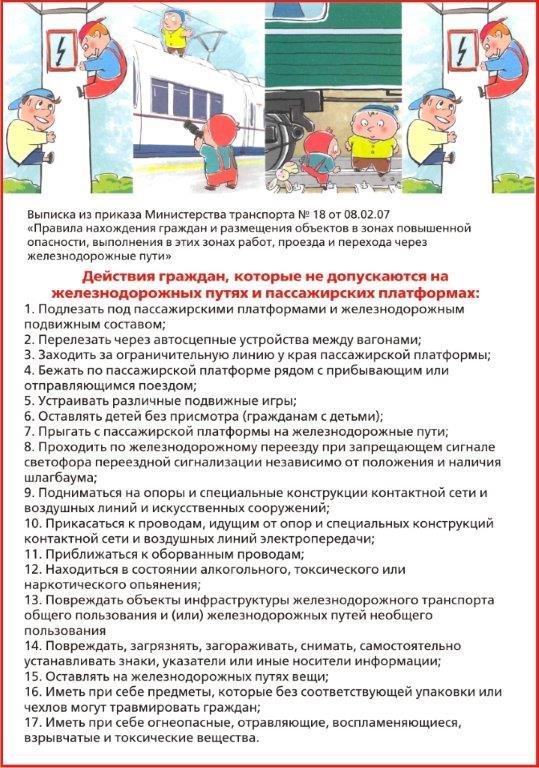 Выписка из приказа Министерства транспорта № 18 от 08.02.07
«Правила нахождения граждан и размещения объектов в зонах повышенной
опасности, выполнения в этих зонах работ, проезда и перехода через
железнодорожные пути»
Действия граждан, которые не допускаются на
железнодорожных путях и пассажирских платформах:
1. Подлезать под пассажирскими платформами и железнодорожным
подвижным составом;
2. Перелезать через автосцепные устройства между вагонами;
3. Заходить за ограничительную линию у края пассажирской платформы;
4. Бежать по пассажирской платформе рядом с прибывающим или
отправляющимся поездом;
5. Устраивать различные подвижные игры;
6. Оставлять детей без присмотра (гражданам с детьми);
7. Прыгать с пассажирской платформы на железнодорожные пути;
8. Проходить по железнодорожному переезду при запрещающем сигнале
светофора переездной сигнализации независимо от положения и наличия
шлагбаума;
9. Подниматься на опоры и специальные конструкции контактной сети и
воздушных линий и искусственных сооружений;
10. Прикасаться к проводам, идущим от опор и специальных конструкций
контактной сети и воздушных линий электропередачи;
11. Приближаться к оборванным проводам;
12. Находиться в состоянии алкогольного, токсического или
наркотического опьянения;
13. Повреждать объекты инфраструктуры железнодорожного транспорта
общего пользования и (или) железнодорожных путей необщего
пользования
14. Повреждать, загрязнять, загораживать, снимать, самостоятельно
устанавливать знаки, указатели или иные носители информации;
15. Оставлять на железнодорожных путях вещи;
16. Иметь при себе предметы, которые без соответствующей упаковки или
чехлов могут травмировать граждан;
17. Иметь при себе огнеопасные, отравляющие, воспламеняющиеся,
взрывчатые и токсические вещества.